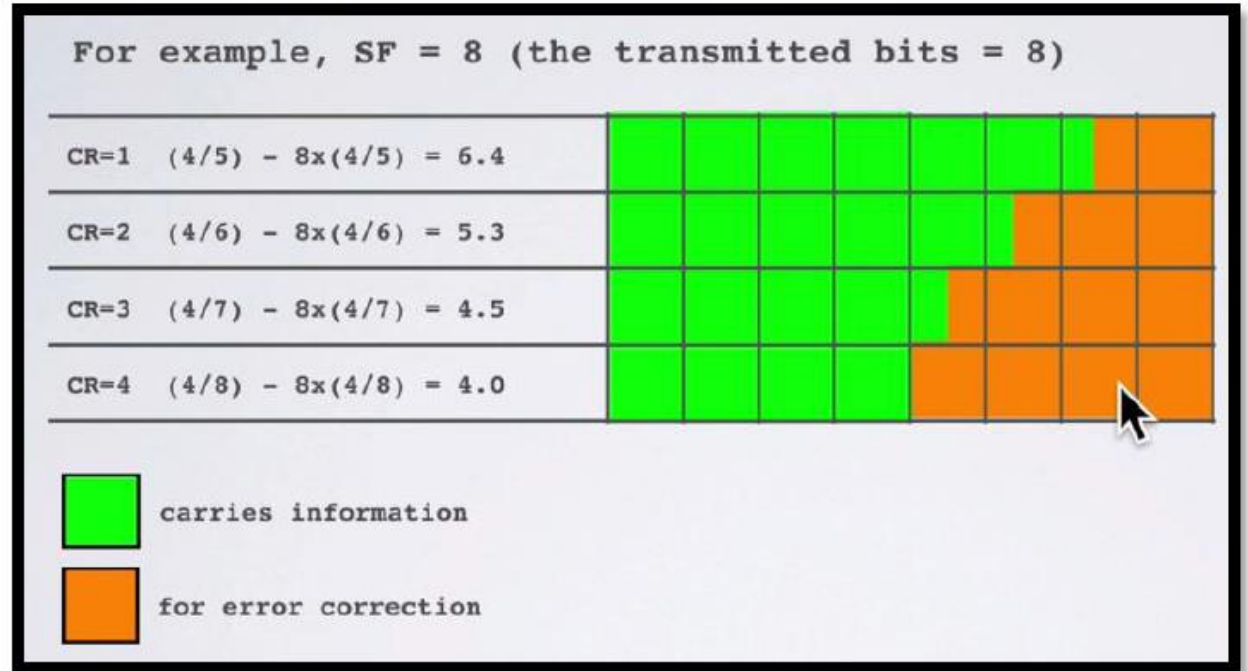 For example, SF = 8 (the transmitted bits = 8)
CR=1 (4/5) - 8x(4/5) = 6.4
CR=2 (4/6) - 8x(4/6) = 5.3
CR=3 (4/7) - 8x(4/7) = 4.5
CR=4 (4/8) - 8x(4/8) = 4.0
carries information
for error correction